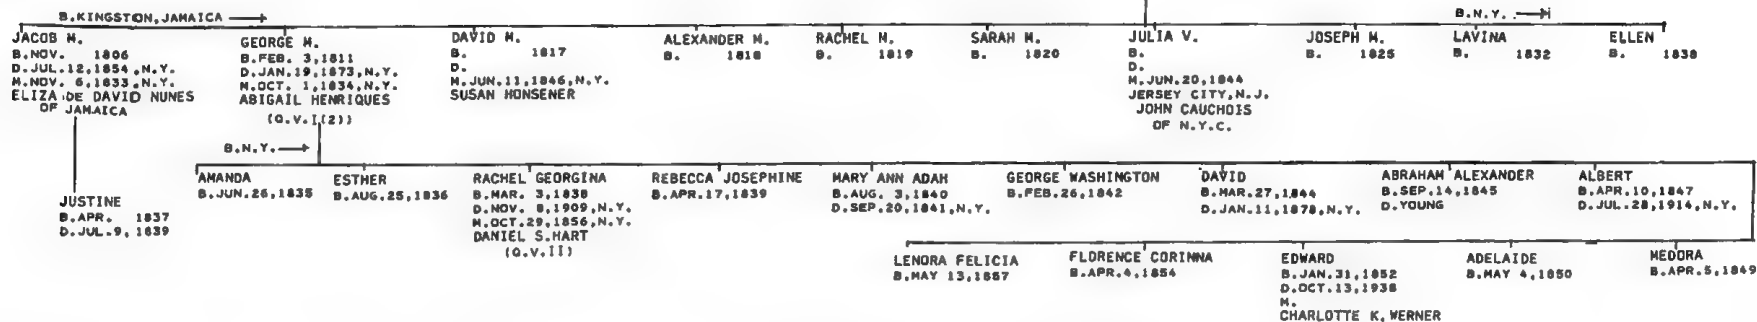 B.KINGSTON,JAMAICA
B.N.Y.
JACOB M.
B.NOV. 1806
D.JUL.12,1854,N.Y.
M.NOV. 6,1833,N.Y.
ELIZA DE DAVID NUNES
OF JAMAICA
GEORGE M.
B.FEB. 3,1811
D.JAN.19,1873,N.Y.
M.OCT. 1,1834,N.Y.
ABIGAIL HENRIQUES
(Q.V.I(2))
DAVID M.
B. 1817
D.
M.JUN.11,1846,N.Y.
SUSAN HONSENER
ALEXANDER M.
B. 1818
RACHEL M.
B. 1819
SARAH M.
B. 1820
JULIA V.
B.
D.
M.JUN.20,1844
JERSEY CITY,N.J.
JOHN CAUCHOIS
OF N.Y.C.
JOSEPH M.
B. 1825
LAVINA
B. 1832
ELLEN
B. 1838
JUSTINE
B.APR. 1837
D.JUL.9, 1839
B.N.Y.
AMANDA
B.JUN.26,1835
ESTHER
B.AUG.25,1836
RACHEL GEORGINA
B.MAR. 3,1838
D.NOV. 8,1909,N.Y.
M.OCT.29,1856,N.Y.
DANIEL S.HART
(Q.V.II)
REBECCA JOSEPHINE
B.APR.17,1839
MARY ANN ADAH
B.AUG. 3,1840
D.SEP.20,1841,N.Y.
GEORGE WASHINGTON
B.FEB.26,1842
DAVID
B.MAR.27,1844
D.JAN.11,1878,N.Y.
ABRAHAM ALEXANDER
B.SEP.14,1845
D.YOUNG
ALBERT
B.APR.10,1847
D.JUL.28,1914,N.Y.
LENORA FELICIA
B.MAY 13,1857
FLORENCE CORINNA
B.APR.4,1854
EDWARD
B.JAN.31,1852
D.OCT.13,1938
M.
CHARLOTTE K.WERNER
ADELAIDE
B.MAY 4,1850
MEDORA
B.APR.5,1849